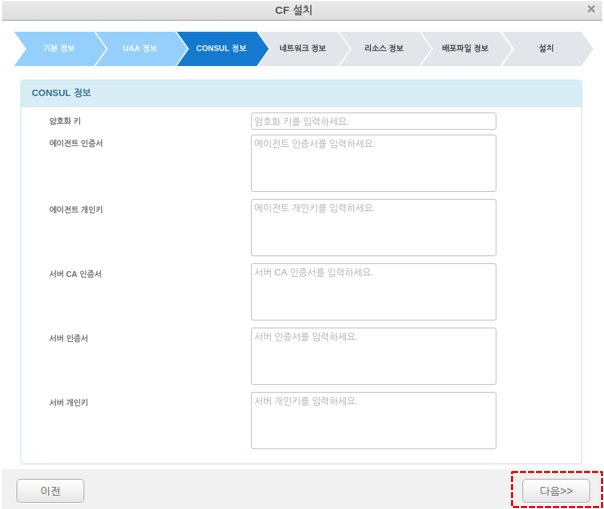 CF 설치
×
기본 정보
UAA 정보
CONSUL 정보
네트워크 정보
리소스 정보
배포파일 정보
설치
CONSUL 정보
암호화 키
암호화 키를 입력하세요.
에이전트 인증서
에이전트 인증서를 입력하세요.
에이전트 개인키
에이전트 개인키를 입력하세요.
서버 CA 인증서
서버 CA 인증서를 입력하세요.
서버 인증서
서버 인증서를 입력하세요.
서버 개인키
서버 개인키를 입력하세요.
이전
다음>>